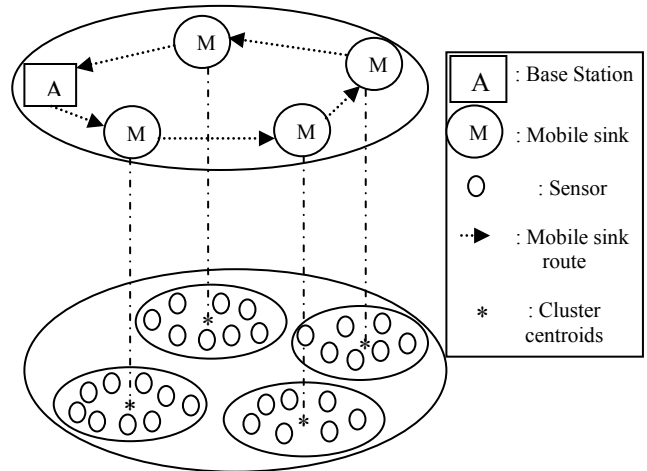 M
M
A
M
M
*
*
*
*
A : Base Station
M : Mobile sink
: Sensor
: Mobile sink
route
* : Cluster
centroids